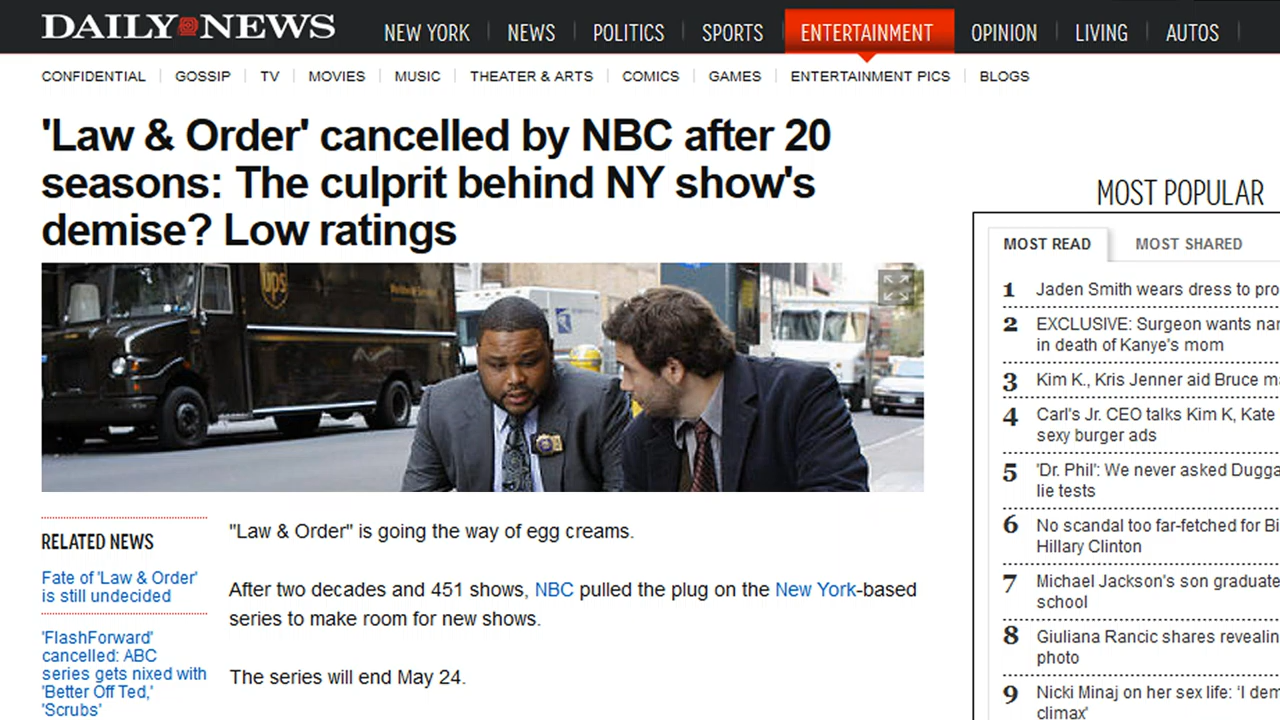 DAILY NEWS
NEW YORK
NEWS
POLITICS
SPORTS
ENTERTAINMENT
OPINION
LIVING
AUTOS
CONFIDENTIAL
GOSSIP
TV
MOVIES
MUSIC
THEATER & ARTS
COMICS
GAMES
ENTERTAINMENT PICS
BLOGS
'Law & Order' cancelled by NBC after 20
seasons: The culprit behind NY show's
demise? Low ratings
ups
RELATED NEWS
Fate of 'Law & Order'
is still undecided
'FlashForward'
cancelled: ABC
series gets nixed with
'Better Off Ted,'
'Scrubs'
"Law & Order" is going the way of egg creams.
After two decades and 451 shows, NBC pulled the plug on the New York-based
series to make room for new shows.
The series will end May 24.
MOST POPULAR
MOST READ
MOST SHARED
1 Jaden Smith wears dress to pro
2 EXCLUSIVE: Surgeon wants nar
in death of Kanye's mom
3 Kim K., Kris Jenner aid Bruce m
4 Carl's Jr. CEO talks Kim K, Kate
sexy burger ads
5 'Dr. Phil': We never asked Dugga
lie tests
6 No scandal too far-fetched for Bi
Hillary Clinton
7 Michael Jackson's son graduate
school
8 Giuliana Rancic shares revealin
photo
9 Nicki Minaj on her sex life: 'I dem
climax'